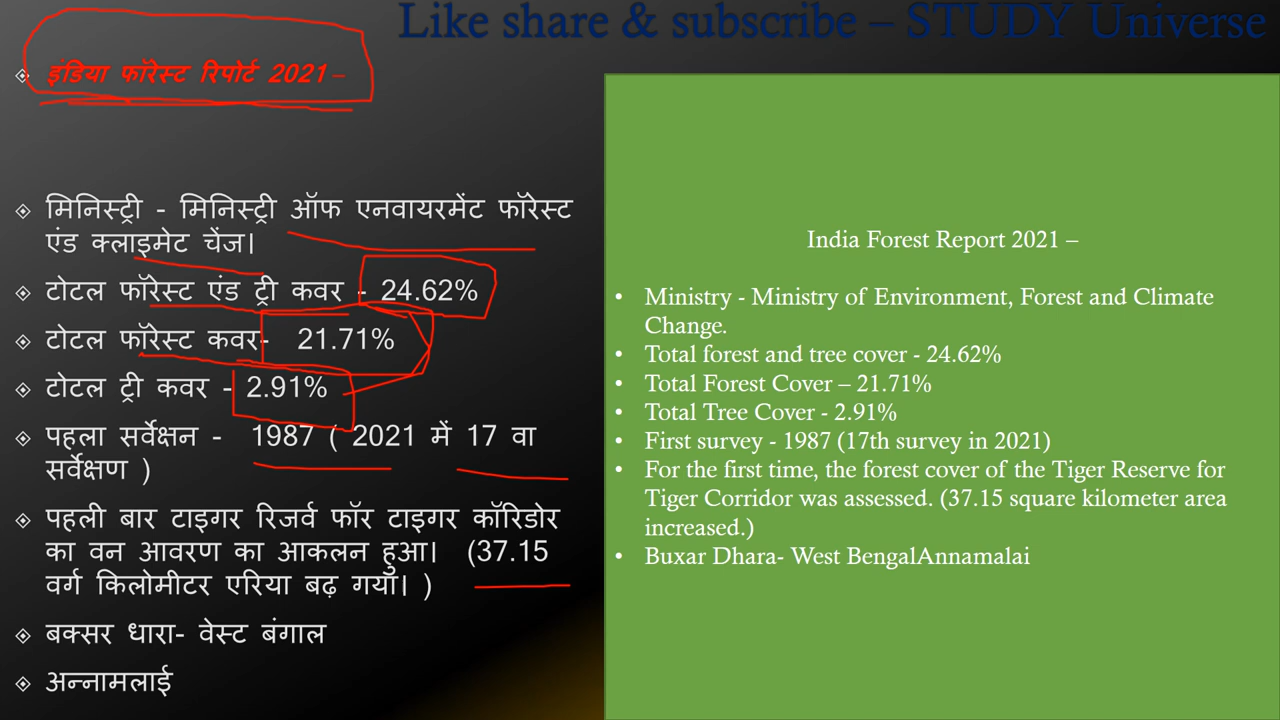 Like share & subscribe – STUDY Universe
इंडिया फॉरेस्ट रिपोर्ट 2021 –
मिनिस्ट्री - मिनिस्ट्री ऑफ एनवायरमेंट फॉरेस्ट
एंड क्लाइमेट चेंज।
टोटल फॉरेस्ट एंड ट्री कवर - 24.62%
टोटल फॉरेस्ट कवर- 21.71%
टोटल ट्री कवर - 2.91%
पहला सर्वेक्षन - 1987 ( 2021 में 17 वा
सर्वेक्षण )
पहली बार टाइगर रिजर्व फॉर टाइगर कॉरिडोर
का वन आवरण का आकलन हुआ। (37.15
वर्ग किलोमीटर एरिया बढ़ गया। )
बक्सर धारा- वेस्ट बंगाल
अन्नामलाई
India Forest Report 2021 –
• Ministry - Ministry of Environment, Forest and Climate
Change.
• Total forest and tree cover - 24.62%
• Total Forest Cover – 21.71%
• Total Tree Cover - 2.91%
• First survey - 1987 (17th survey in 2021)
• For the first time, the forest cover of the Tiger Reserve for
Tiger Corridor was assessed. (37.15 square kilometer area
increased.)
• Buxar Dhara- West BengalAnnamalai